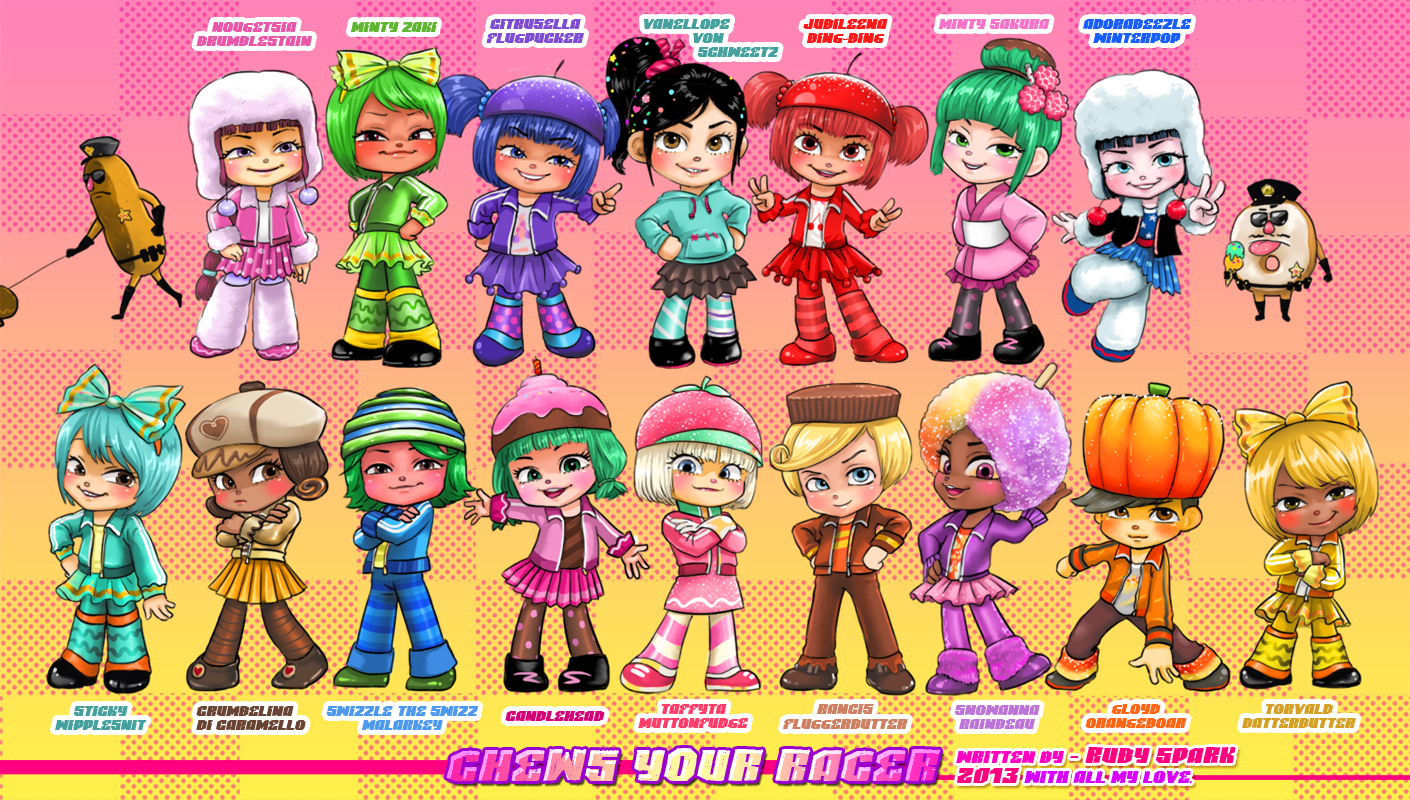 NOUGETSIA
BRUMBLESTAIN
MINTY ZAKI
CITRUSELLA
FLUGPUCKER
VANELLOPE
VON
SCHWEETZ
JUBILEENA
BING-BING
MINTY SAKURA
ADORABEEZLE
WINTERPOP
STICKY
WIPPLESNIT
CRUMBELINA
DI CARAMELLO
SWIZZLE THE SWIZZ
MALARKEY
CANDLEHEAD
TAFFYTA
MUTTONFUDGE
RANCIS
FLUGGERBUTTER
SNOWANNA
RAINBEAU
GLOYD
ORANGEBOAR
TORVALD
BATTERBUTTER
CHEWS YOUR RACER
WRITTEN BY - RUBY SPARK
2013 WITH ALL MY LOVE